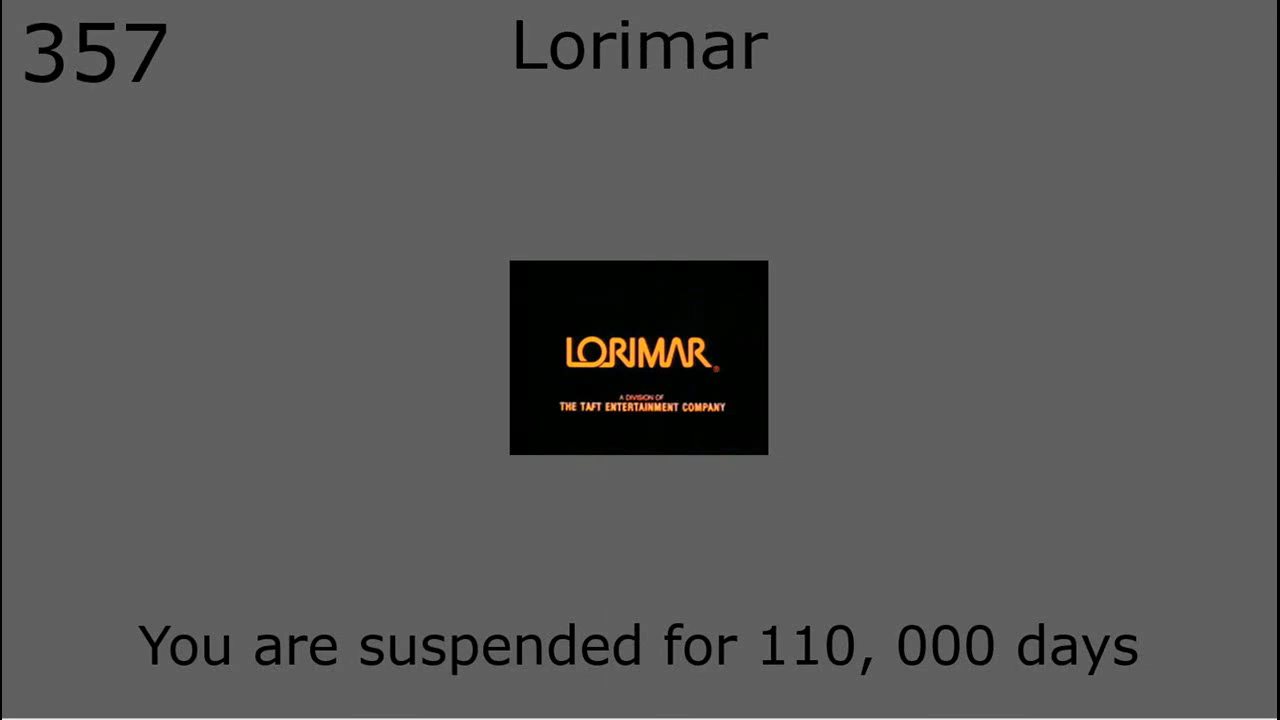 357
Lorimar
LORIMAR®
A DIVISION OF
THE TAFT ENTERTAINMENT COMPANY
You are suspended for 110, 000 days